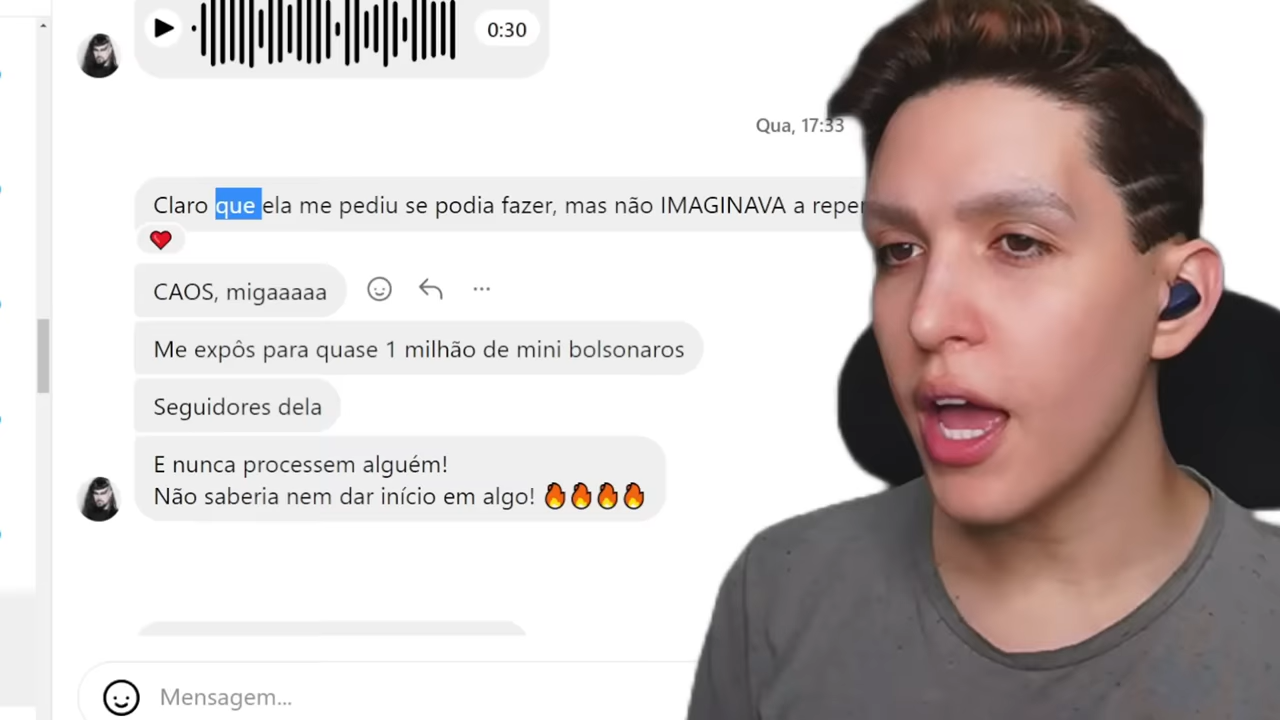 0:30
Qua, 17:33
Claro que ela me pediu se podia fazer, mas não IMAGINAVA a
CAOS, migaaaaa
Me expôs para quase 1 milhão de mini bolsonaros
Seguidores dela
E nunca processem alguém!
Não saberia nem dar início em algo! 🔥🔥🔥🔥
Mensagem...